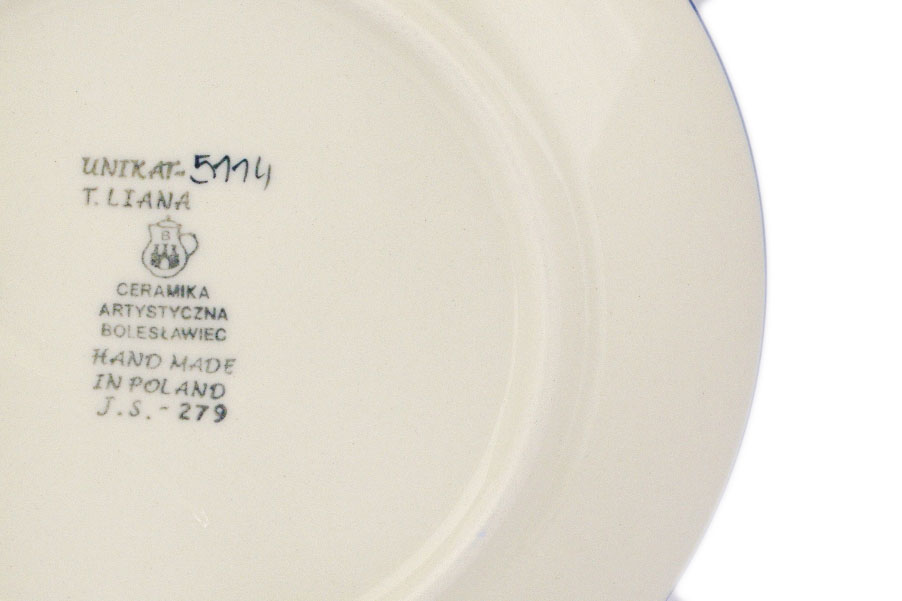 UNIKAT-5114
T. LIANA
B
CERAMIKA
ARTYSTYCZNA
BOLESŁAWIEC
HAND MADE
IN POLAND
J.S.-279